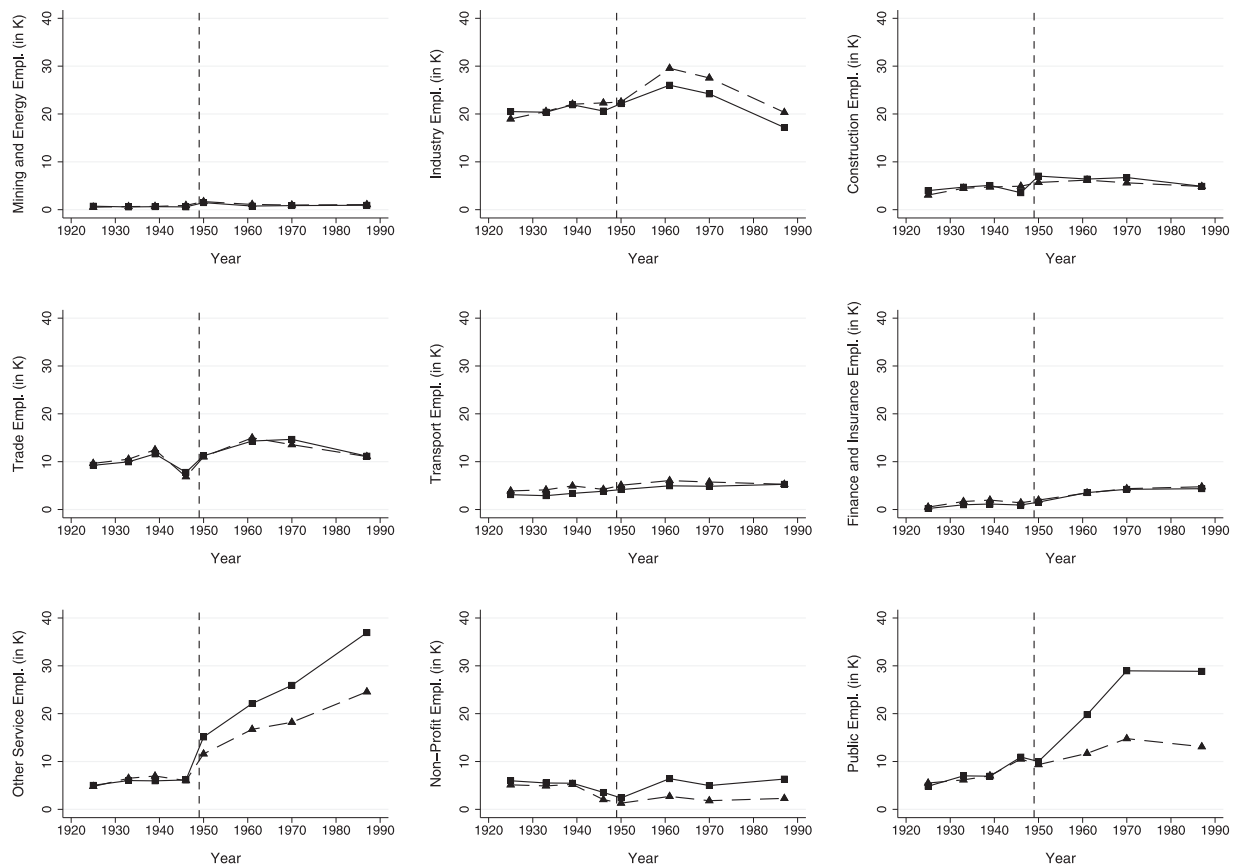 Mining and Energy Empl. (in K)
0 10 20 30 40
1920 1930 1940 1950 1960 1970 1980 1990
Year
Industry Empl. (in K)
0 10 20 30 40
1920 1930 1940 1950 1960 1970 1980 1990
Year
Construction Empl. (in K)
0 10 20 30 40
1920 1930 1940 1950 1960 1970 1980 1990
Year
Trade Empl. (in K)
0 10 20 30 40
1920 1930 1940 1950 1960 1970 1980 1990
Year
Transport Empl. (in K)
0 10 20 30 40
1920 1930 1940 1950 1960 1970 1980 1990
Year
Finance and Insurance Empl. (in K)
0 10 20 30 40
1920 1930 1940 1950 1960 1970 1980 1990
Year
Other Service Empl. (in K)
0 10 20 30 40
1920 1930 1940 1950 1960 1970 1980 1990
Year
Non−Profit Empl. (in K)
0 10 20 30 40
1920 1930 1940 1950 1960 1970 1980 1990
Year
Public Empl. (in K)
0 10 20 30 40
1920 1930 1940 1950 1960 1970 1980 1990
Year